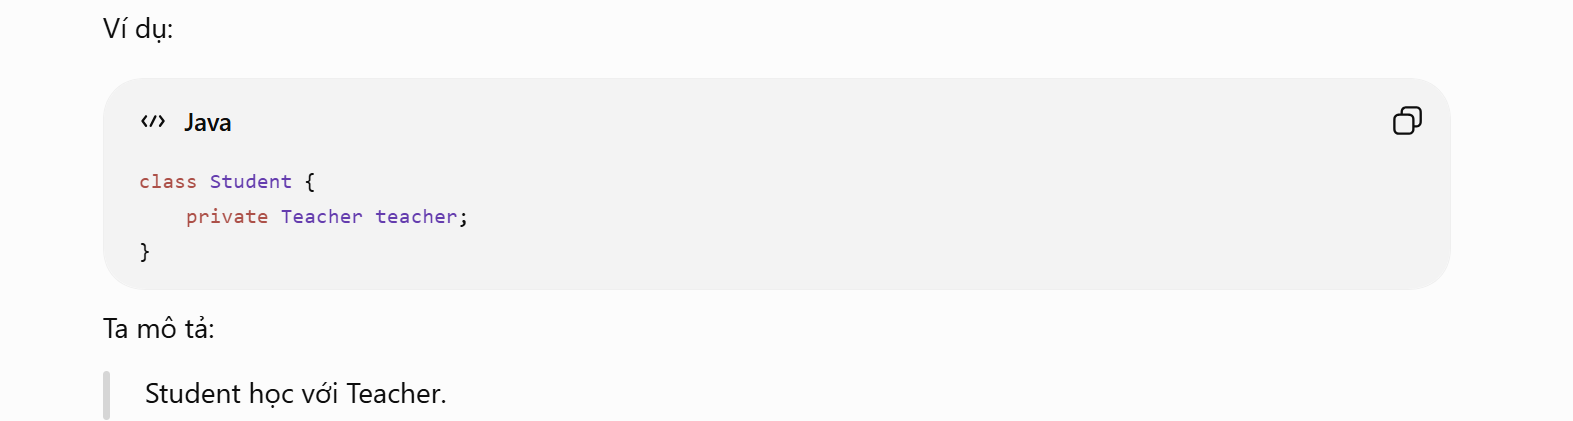 Ví dụ:
Java
class Student {
    private Teacher teacher;
}
Ta mô tả:
Student học với Teacher.